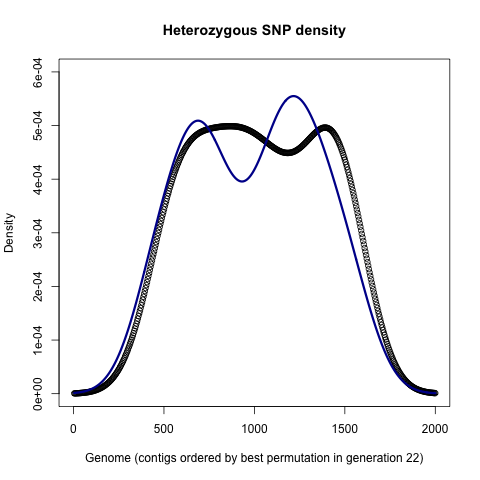 Heterozygous SNP density
6e-04
5e-04
4e-04
3e-04
2e-04
1e-04
0e+00
Density
0 500 1000 1500 2000
Genome (contigs ordered by best permutation in generation 22)